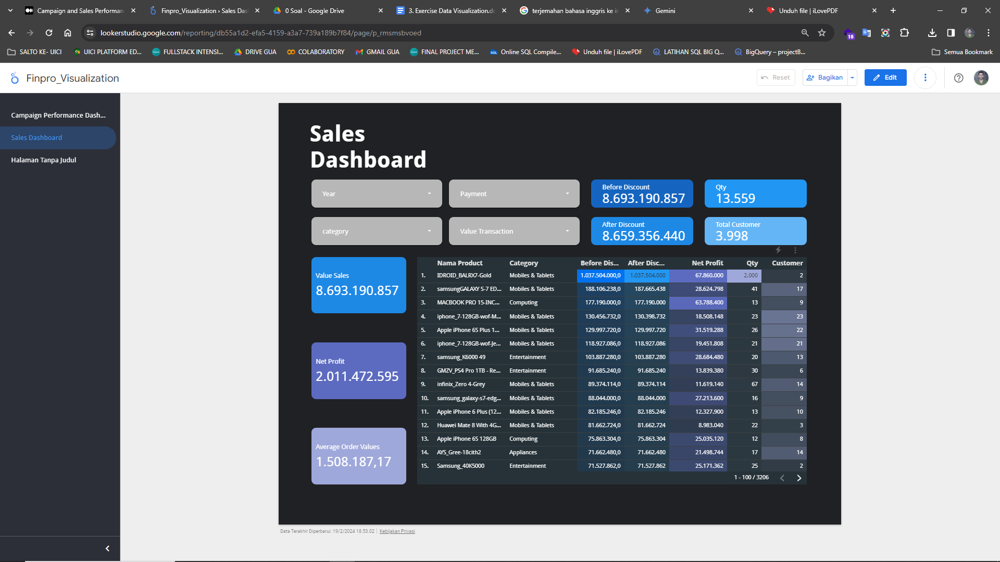 Campaign and Sales Performan
Finpro_Visualization › Sales Das
0 Soal - Google Drive
3. Exercise Data Visualization.do
terjemahan bahasa inggris ke in
Gemini
Unduh file | iLovePDF
lookerstudio.google.com/reporting/db55a1d2-efa5-4159-a3a7-739a189b7f84/page/p_rmsmsbvoed
18
SALTO KE- UICI
UICI PLATFORM ED...
FULLSTACK INTENSI...
DRIVE GUA
COLABORATORY
GMAIL GUA
FINAL PROJECT ME...
Online SQL Compile...
Unduh file | iLovePDF
LATIHAN SQL BIG Q...
BigQuery – projectB...
Semua Bookmark
Finpro_Visualization
Reset
Bagikan
Edit
Campaign Performance Dash...
Sales Dashboard
Halaman Tanpa Judul
Sales
Dashboard
Year
Payment
Before Discount
8.693.190.857
Qty
13.559
category
Value Transaction
After Discount
8.659.356.440
Total Customer
3.998
Value Sales
8.693.190.857
Net Profit
2.011.472.595
Average Order Values
1.508.187,17
Nama Product Category Before Dis... After Disc... Net Profit Qty Customer
1. IDROID_BALRX7-Gold Mobiles & Tablets 1.037.504.000,0 1.037.504.000 67.860.000 2.000 2
2. samsungGALAXY S-7 ED... Mobiles & Tablets 188.106.238,0 187.665.438 28.624.798 41 17
3. MACBOOK PRO 15-INC... Computing 177.190.000,0 177.190.000 63.788.400 13 9
4. iphone_7-128GB-wof-M... Mobiles & Tablets 130.456.732,0 130.398.732 18.508.148 23 23
5. Apple iPhone 6S Plus 1... Mobiles & Tablets 129.997.720,0 129.997.720 31.519.288 26 22
6. iphone_7-128GB-wof-Je... Mobiles & Tablets 118.927.086,0 118.927.086 19.451.808 21 21
7. samsung_K6000 49 Entertainment 103.887.280,0 103.887.280 28.684.480 20 13
8. GMZV_PS4 Pro 1TB - Re... Entertainment 91.685.240,0 91.685.240 13.839.380 30 6
9. infinix_Zero 4-Grey Mobiles & Tablets 89.374.114,0 89.374.114 11.619.140 67 14
10. samsung_galaxy-s7-edg... Mobiles & Tablets 88.044.000,0 88.044.000 27.213.600 16 9
11. Apple iPhone 6 Plus (12... Mobiles & Tablets 82.185.246,0 82.185.246 12.327.900 13 10
12. Huawei Mate 8 With 4G... Mobiles & Tablets 81.662.724,0 81.662.724 8.983.040 22 3
13. Apple iPhone 6S 128GB Computing 75.863.304,0 75.863.304 25.035.120 12 8
14. AYS_Gree-18cith2 Appliances 71.662.480,0 71.662.480 21.498.744 17 14
15. Samsung_40K5000 Entertainment 71.527.862,0 71.527.862 25.171.362 25 2
1 - 100 / 3206
Data Terakhir Diperbarui: 19/2/2024 18.53.02
Kebijakan Privasi